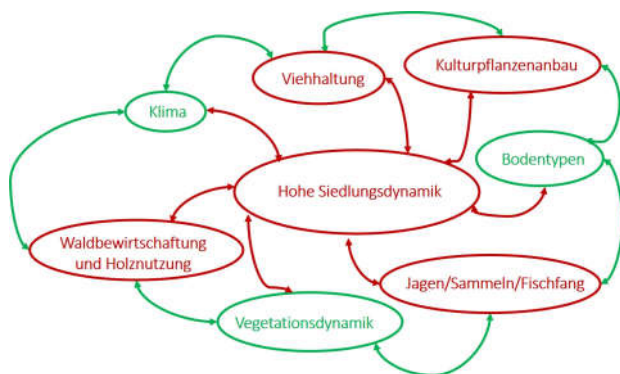 Viehhaltung
Kulturpflanzenanbau
Klima
Bodentypen
Hohe Siedlungsdynamik
Waldbewirtschaftung
und Holznutzung
Jagen/Sammeln/Fischfang
Vegetationsdynamik